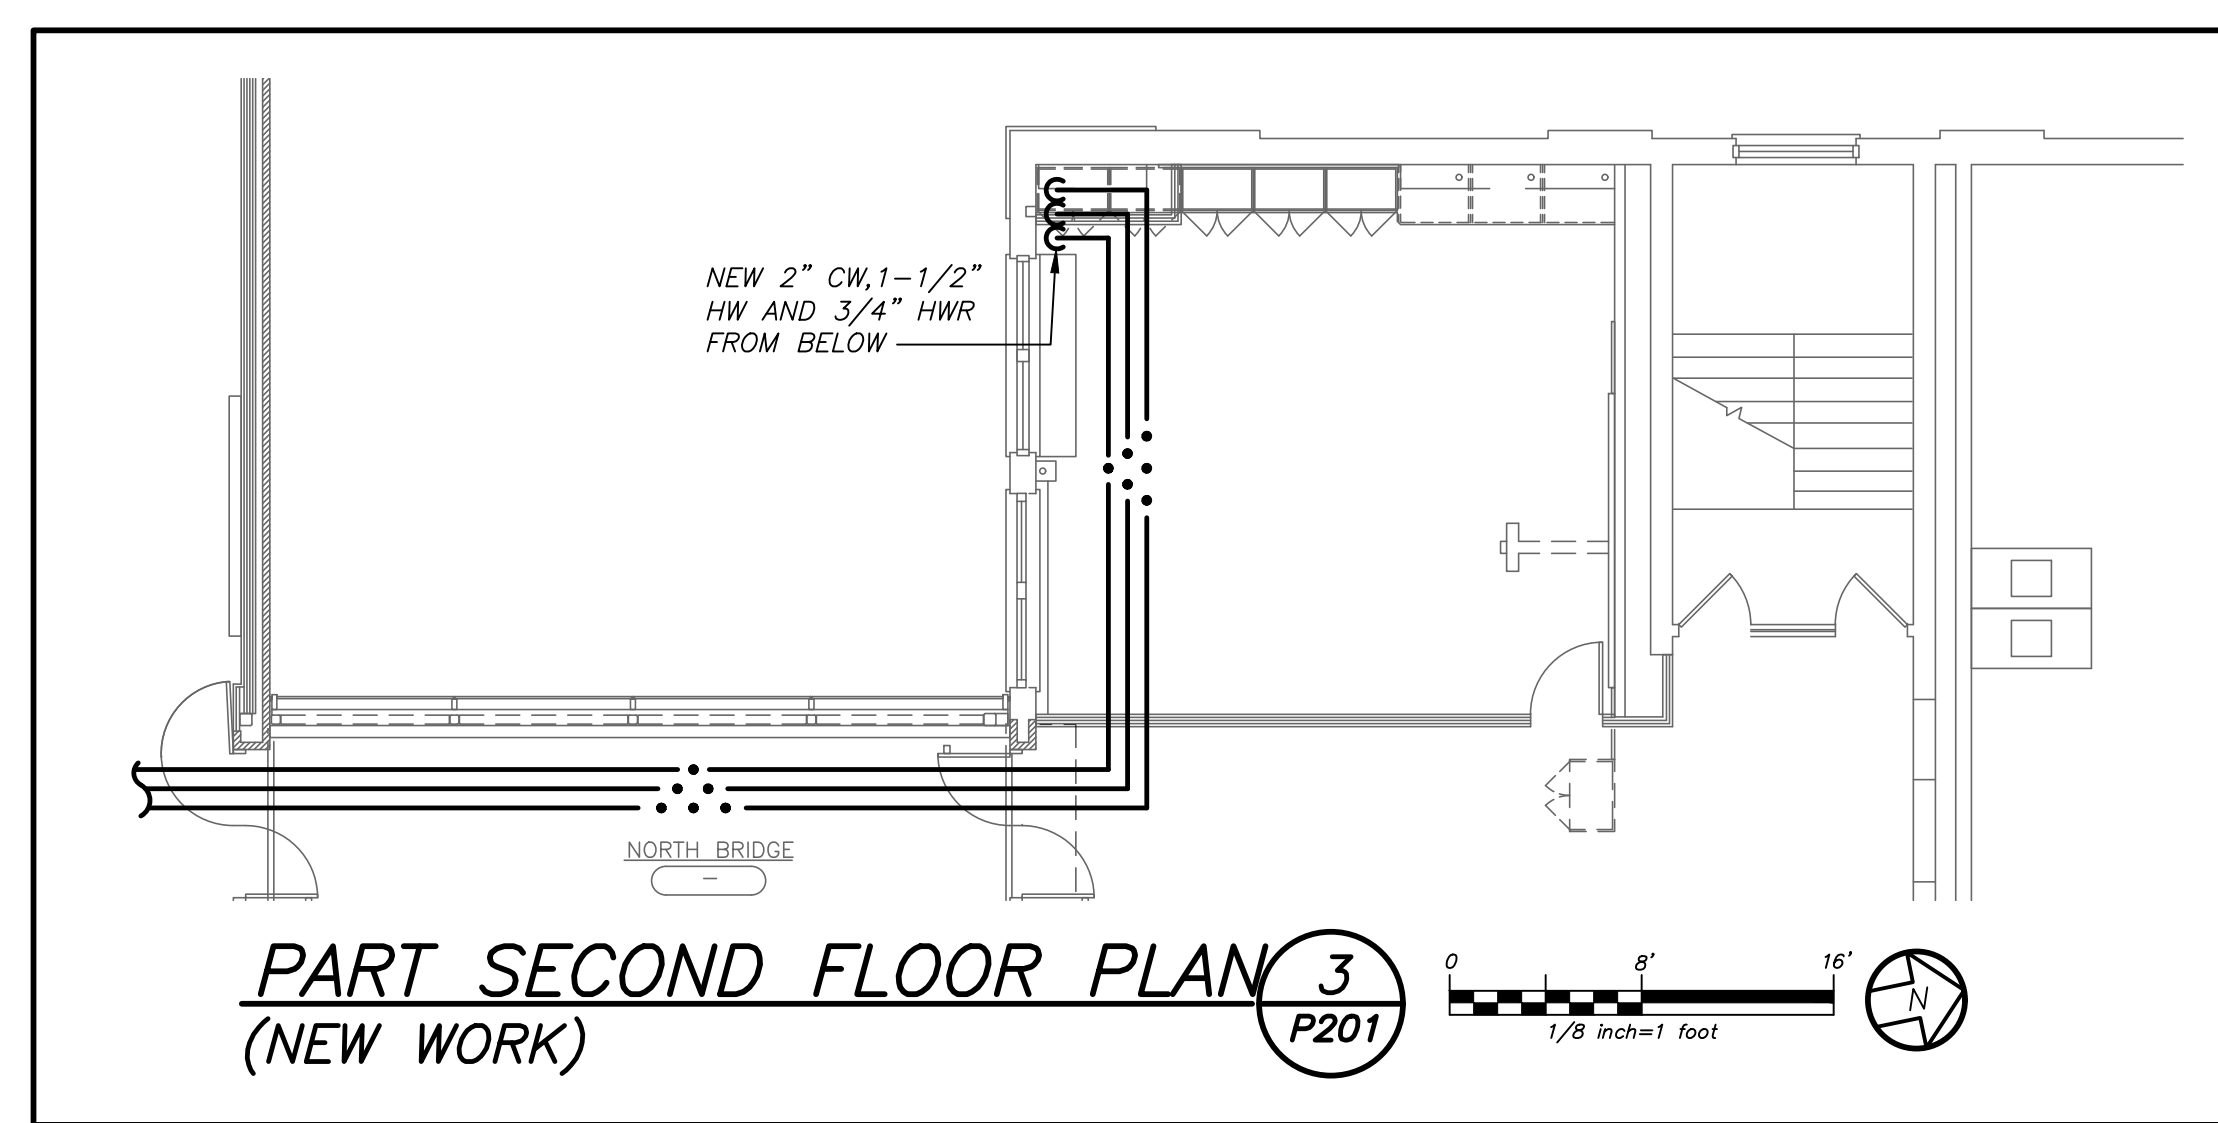 NEW 2" CW,1-1/2"
HW AND 3/4" HWR
FROM BELOW
NORTH BRIDGE
-
PART SECOND FLOOR PLAN
(NEW WORK)
3
P201
0 8' 16'
1/8 inch=1 foot
N